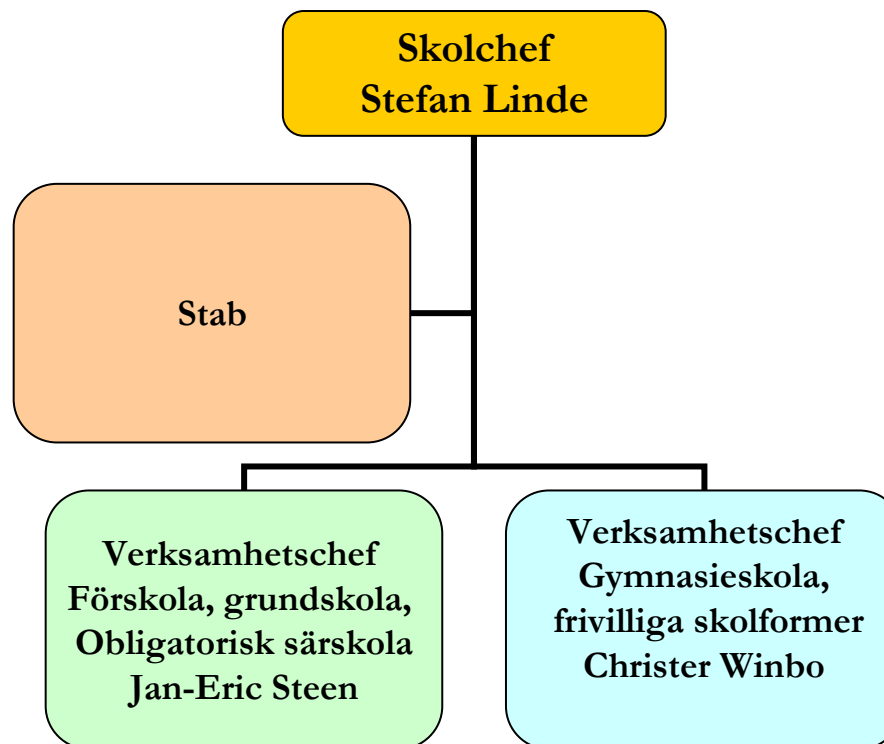 Skolchef
Stefan Linde
Stab
Verksamhetschef
Förskola, grundskola,
Obligatorisk särskola
Jan-Eric Steen
Verksamhetschef
Gymnasieskola,
frivilliga skolformer
Christer Winbo